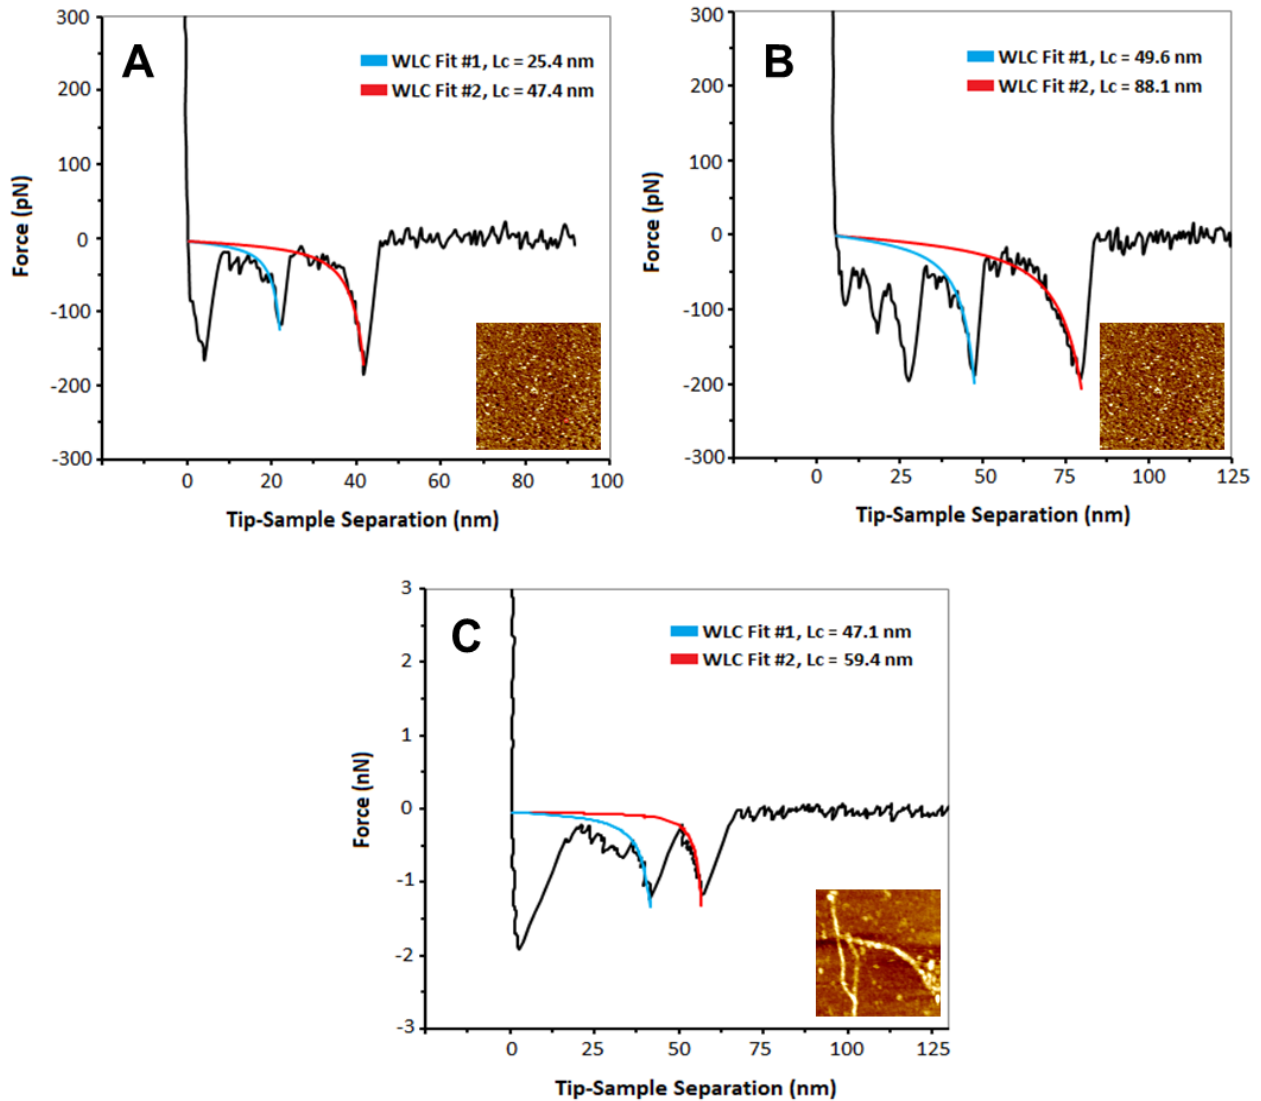 A
WLC Fit #1, Lc = 25.4 nm
WLC Fit #2, Lc = 47.4 nm
300
200
100
0
-100
-200
-300
Force (pN)
0 20 40 60 80 100
Tip-Sample Separation (nm)
B
WLC Fit #1, Lc = 49.6 nm
WLC Fit #2, Lc = 88.1 nm
300
200
100
0
-100
-200
-300
Force (pN)
0 25 50 75 100 125
Tip-Sample Separation (nm)
C
WLC Fit #1, Lc = 47.1 nm
WLC Fit #2, Lc = 59.4 nm
3
2
1
0
-1
-2
-3
Force (nN)
0 25 50 75 100 125
Tip-Sample Separation (nm)